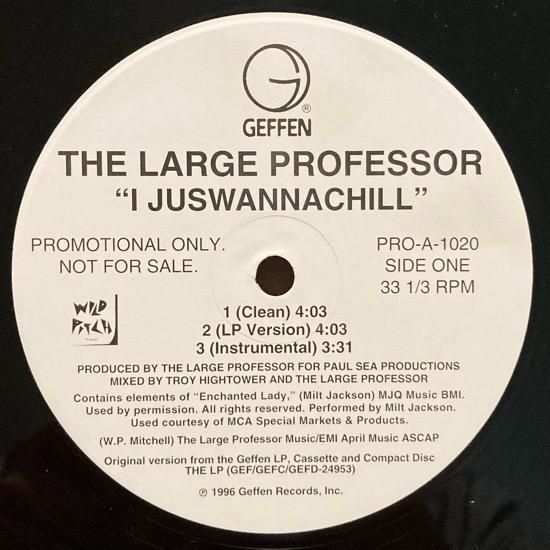 ®
GEFFEN
THE LARGE PROFESSOR
“I JUSWANNACHILL”
PROMOTIONAL ONLY.
NOT FOR SALE.
PRO-A-1020
SIDE ONE
33 1/3 RPM
WILD
PITCH
1 (Clean) 4:03
2 (LP Version) 4:03
3 (Instrumental) 3:31
PRODUCED BY THE LARGE PROFESSOR FOR PAUL SEA PRODUCTIONS
MIXED BY TROY HIGHTOWER AND THE LARGE PROFESSOR
Contains elements of “Enchanted Lady,” (Milt Jackson) MJQ Music BMI.
Used by permission. All rights reserved. Performed by Milt Jackson.
Used courtesy of MCA Special Markets & Products.
(W.P. Mitchell) The Large Professor Music/EMI April Music ASCAP
Original version from the Geffen LP, Cassette and Compact Disc
THE LP (GEF/GEFC/GEFD-24953)
℗ 1996 Geffen Records, Inc.